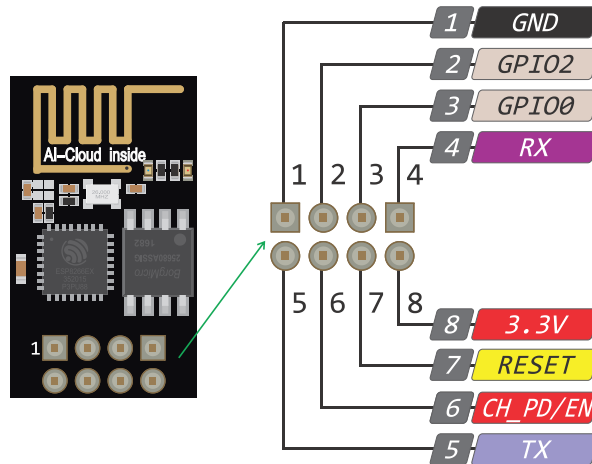 1 GND
2 GPIO2
3 GPIO0
4 RX
AI-Cloud inside
1 2 3 4
5 6 7 8
1
8 3.3V
7 RESET
6 CH_PD/EN
5 TX